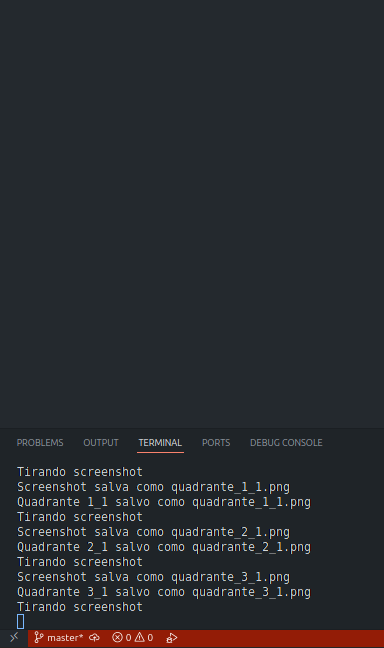 PROBLEMS OUTPUT TERMINAL PORTS DEBUG CONSOLE
Tirando screenshot
Screenshot salva como quadrante_1_1.png
Quadrante 1_1 salvo como quadrante_1_1.png
Tirando screenshot
Screenshot salva como quadrante_2_1.png
Quadrante 2_1 salvo como quadrante_2_1.png
Tirando screenshot
Screenshot salva como quadrante_3_1.png
Quadrante 3_1 salvo como quadrante_3_1.png
Tirando screenshot
master* 0 0